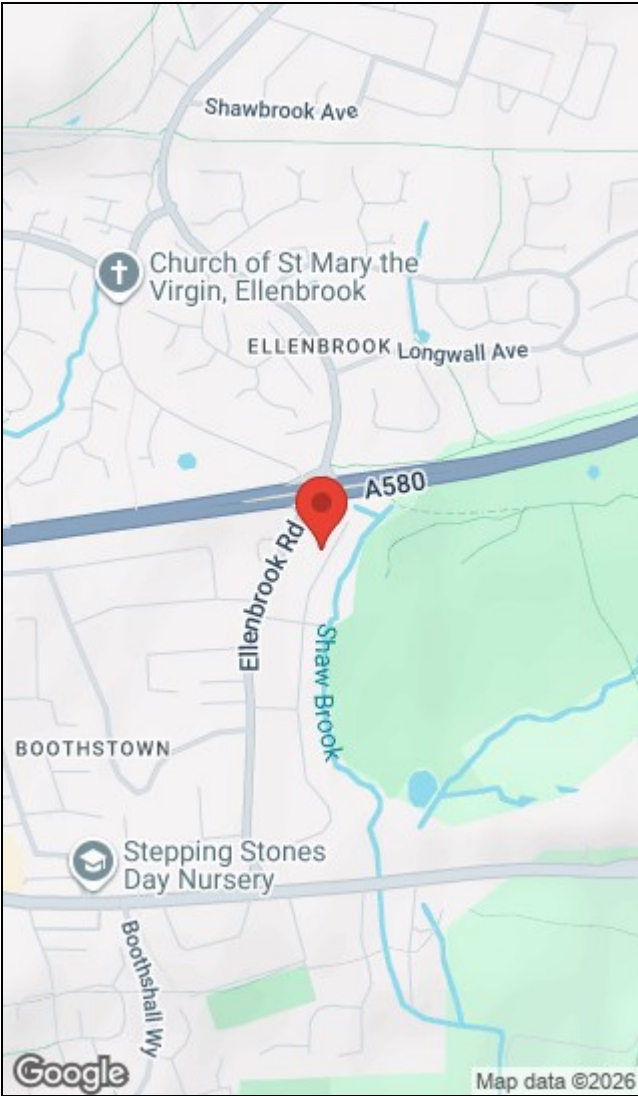 Shawbrook Ave
Church of St Mary the
Virgin, Ellenbrook
ELLENBROOK
Longwall Ave
A580
Ellenbrook Rd
Shaw Brook
BOOTHSTOWN
Stepping Stones
Day Nursery
Boothshall Wy
Google
Map data ©2026